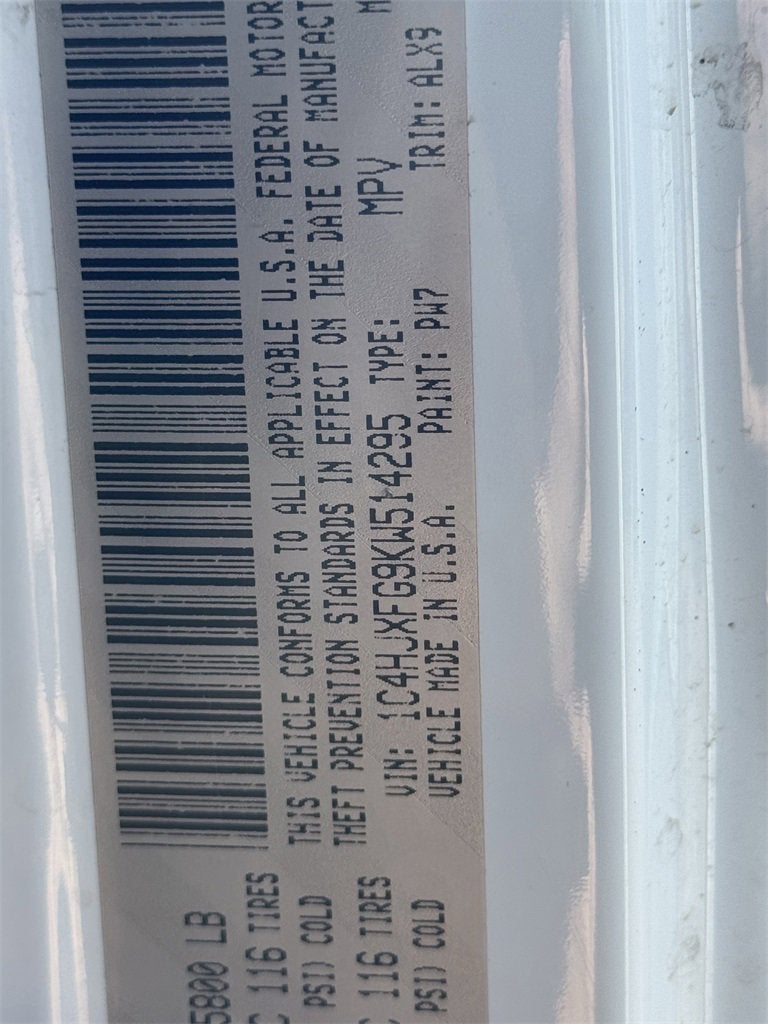 5800 LB
116 TIRES
PSI) COLD
116 TIRES
PSI) COLD
THIS VEHICLE CONFORMS TO ALL APPLICABLE U.S.A. FEDERAL MOTOR
THEFT PREVENTION STANDARDS IN EFFECT ON THE DATE OF MANUFACT
VIN: 1C4HJXFG9KW514295 TYPE: MPV
VEHICLE MADE IN U.S.A. PAINT: PW7 TRIM: ALX9